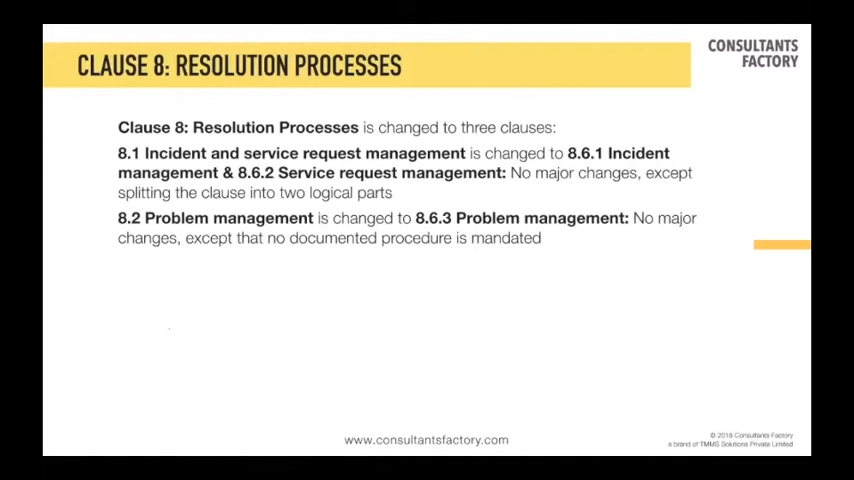 CONSULTANTS
FACTORY
CLAUSE 8: RESOLUTION PROCESSES
Clause 8: Resolution Processes is changed to three clauses:
8.1 Incident and service request management is changed to 8.6.1 Incident
management & 8.6.2 Service request management: No major changes, except
splitting the clause into two logical parts
8.2 Problem management is changed to 8.6.3 Problem management: No major
changes, except that no documented procedure is mandated
www.consultantsfactory.com
© 2018 Consultants Factory
a brand of TMMS Solutions Private Limited